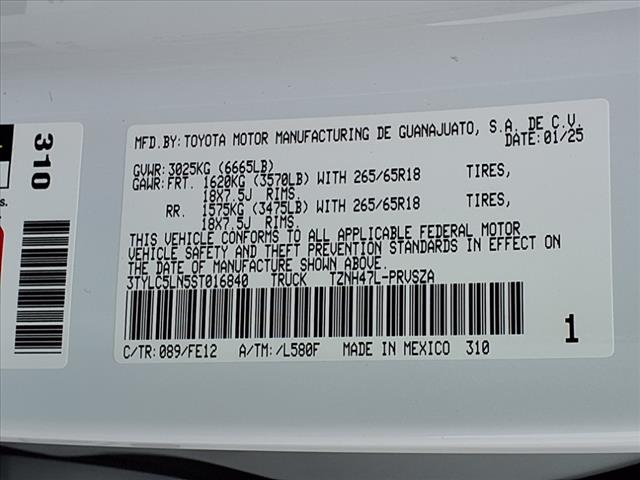 MFD.BY:TOYOTA MOTOR MANUFACTURING DE GUANAJUATO, S.A. DE C.V.
DATE:01/25
GVWR:3025KG (6665LB)
GAWR:FRT. 1620KG (3570LB) WITH 265/65R18 TIRES,
18X7.5J RIMS
RR. 1575KG (3475LB) WITH 265/65R18 TIRES,
18X7.5J RIMS.
THIS VEHICLE CONFORMS TO ALL APPLICABLE FEDERAL MOTOR
VEHICLE SAFETY AND THEFT PREVENTION STANDARDS IN EFFECT ON
THE DATE OF MANUFACTURE SHOWN ABOVE.
3TYLC5LN5ST016840 TRUCK TZNH47L-PRVSZA
1
C/TR:089/FE12 A/TM:/L580F MADE IN MEXICO 310
310
s.